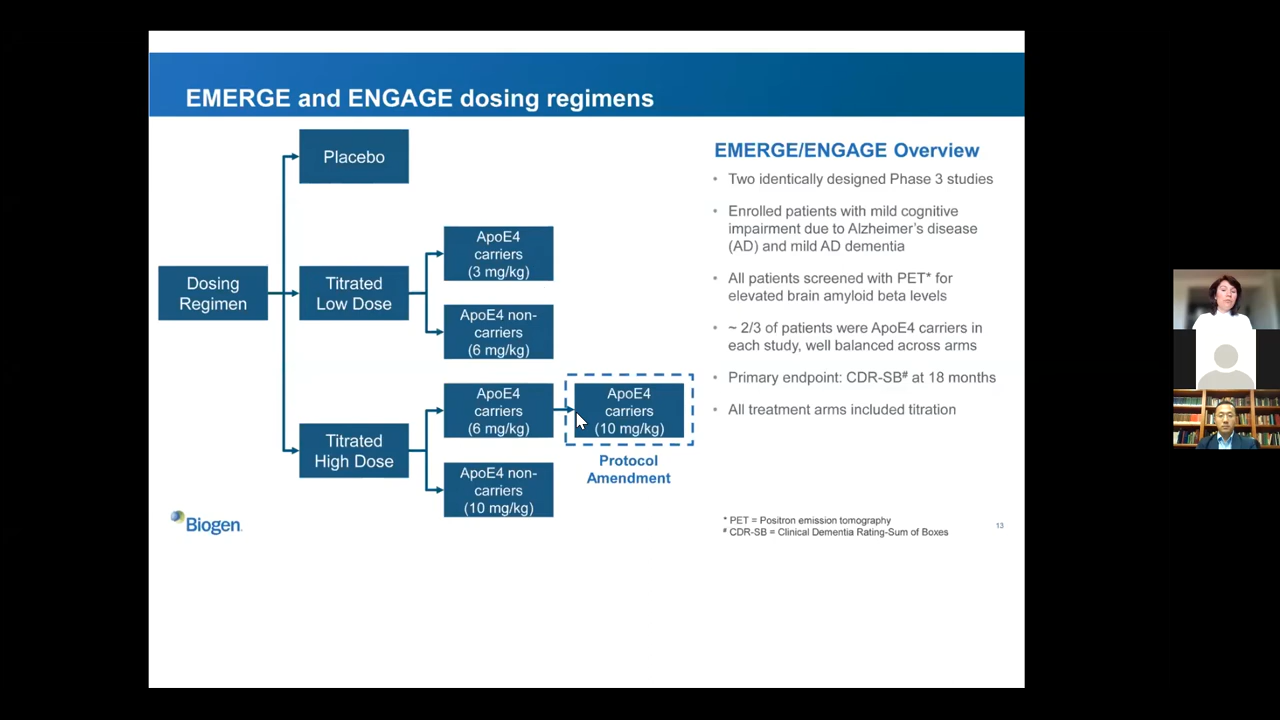 EMERGE and ENGAGE dosing regimens
Placebo
Dosing
Regimen
Titrated
Low Dose
ApoE4
carriers
(3 mg/kg)
ApoE4 non-
carriers
(6 mg/kg)
Titrated
High Dose
ApoE4
carriers
(6 mg/kg)
ApoE4
carriers
(10 mg/kg)
Protocol
Amendment
ApoE4 non-
carriers
(10 mg/kg)
EMERGE/ENGAGE Overview
• Two identically designed Phase 3 studies
• Enrolled patients with mild cognitive
impairment due to Alzheimer's disease
(AD) and mild AD dementia
• All patients screened with PET* for
elevated brain amyloid beta levels
• ~ 2/3 of patients were ApoE4 carriers in
each study, well balanced across arms
• Primary endpoint: CDR-SB# at 18 months
• All treatment arms included titration
Biogen.
* PET = Positron emission tomography
# CDR-SB = Clinical Dementia Rating-Sum of Boxes
13